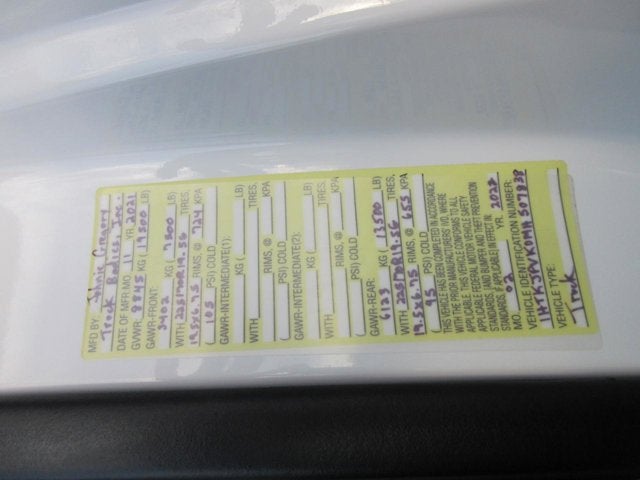 MFD BY:
Truck Bodies, Inc.
DATE OF MFR: MO. 11 YR. 2021
GVWR: 8845 KG ( 19500 LB)
GAWR-FRONT:
3402 KG 7500 LB)
WITH 225/70R19.5G TIRES,
19.5x6.75 RIMS, @ 724 KPA
( 105 PSI) COLD
GAWR-INTERMEDIATE(1):
KG ( LB)
WITH TIRES,
RIMS, @ KPA
( PSI) COLD
GAWR-INTERMEDIATE(2):
KG ( LB)
WITH TIRES,
RIMS, @ KPA
( PSI) COLD
GAWR-REAR:
6123 KG ( 13500 LB)
WITH 225/70R19.5G TIRES,
19.5x6.75 RIMS, @ 655 KPA
( 95 PSI) COLD
THIS VEHICLE HAS BEEN COMPLETED IN ACCORDANCE
WITH THE PRIOR MANUFACTURERS' IVD, WHERE
APPLICABLE. THIS VEHICLE CONFORMS TO ALL
APPLICABLE FEDERAL MOTOR VEHICLE SAFETY
STANDARDS, [AND BUMPER AND THEFT PREVENTION
STANDARDS, IF APPLICABLE] IN EFFECT IN
MO. 02 YR. 2022
VEHICLE IDENTIFICATION NUMBER:
VEHICLE TYPE:
Truck